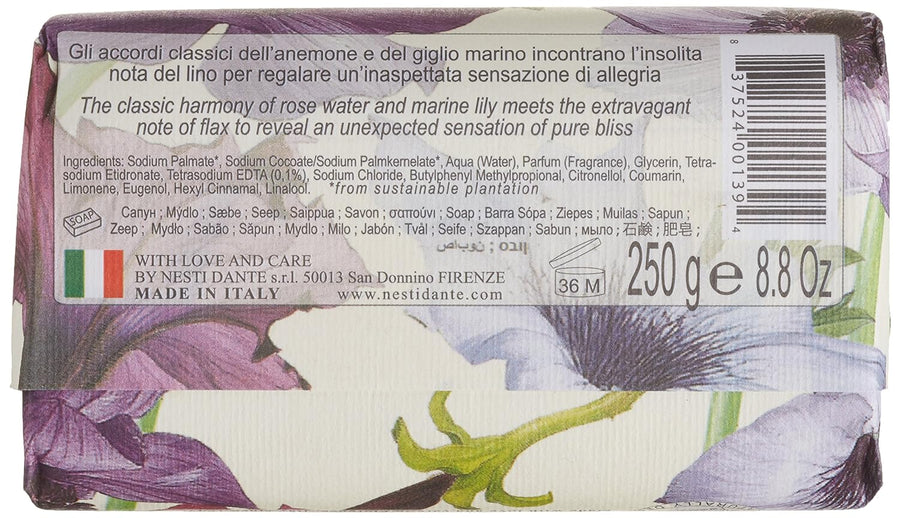 Gli accordi classici dell'anemone e del giglio marino incontrano l'insolita
nota del lino per regalare un'inaspettata sensazione di allegria
The classic harmony of rose water and marine lily meets the extravagant
note of flax to reveal an unexpected sensation of pure bliss
Ingredients: Sodium Palmate*, Sodium Cocoate/Sodium Palmkernelate*, Aqua (Water), Parfum (Fragrance), Glycerin, Tetra-
sodium Etidronate, Tetrasodium EDTA (0,1%), Sodium Chloride, Butylphenyl Methylpropional, Citronellol, Coumarin,
Limonene, Eugenol, Hexyl Cinnamal, Linalool. *from sustainable plantation
SOAP
Сапун ; Mýdlo ; Sæbe ; Seep ; Saippua ; Savon ; σαπούνι ; Soap ; Barra Sópa ; Ziepes ; Muilas ; Sapun ;
Zeep ; Mydło ; Sabão ; Săpun ; Mydlo ; Milo ; Jabón ; Tvål ; Seife ; Szappan ; Sabun ; мыло ; 石鹸 ; 肥皂 ;
WITH LOVE AND CARE
BY NESTI DANTE s.r.l. 50013 San Donnino FIRENZE
MADE IN ITALY www.nestidante.com
36 M
250 g e 8.8 Oz
8 37524 00139 4